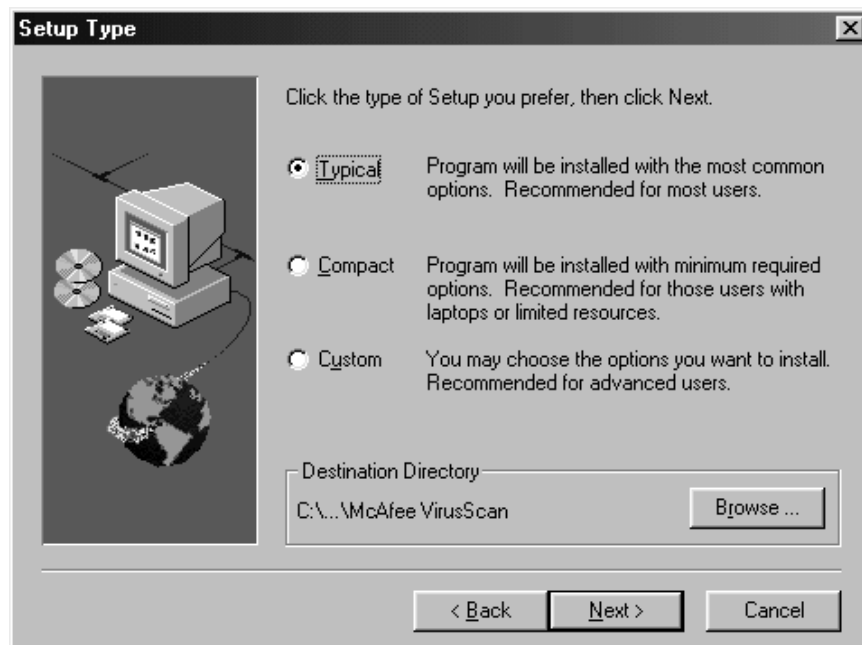 Setup Type
Click the type of Setup you prefer, then click Next.
Typical
Program will be installed with the most common
options.  Recommended for most users.
Compact
Program will be installed with minimum required
options.  Recommended for those users with
laptops or limited resources.
Custom
You may choose the options you want to install.
Recommended for advanced users.
Destination Directory
C:\...\McAfee VirusScan
Browse ...
< Back
Next >
Cancel